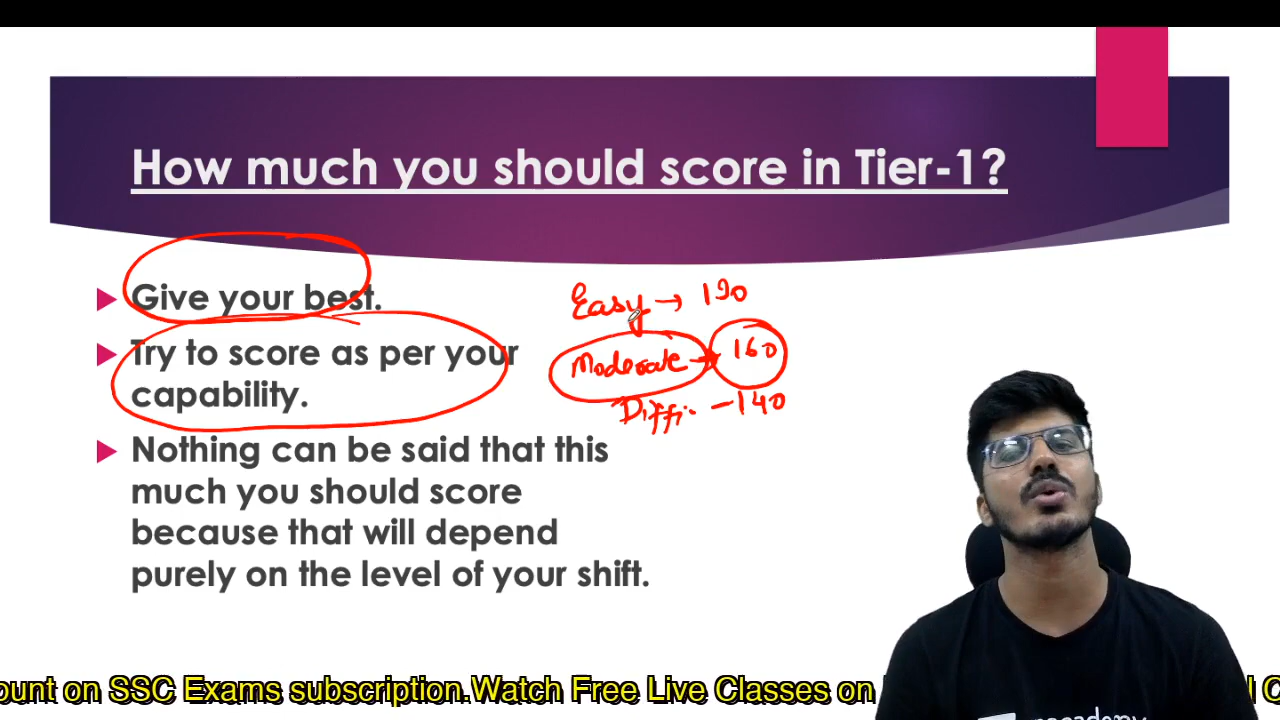 How much you should score in Tier-1?
Give your best.
Try to score as per your
capability.
Nothing can be said that this
much you should score
because that will depend
purely on the level of your shift.
Easy → 190
Moderate → 160
Diffi. - 140
ount on SSC Exams subscription.Watch Free Live Classes on